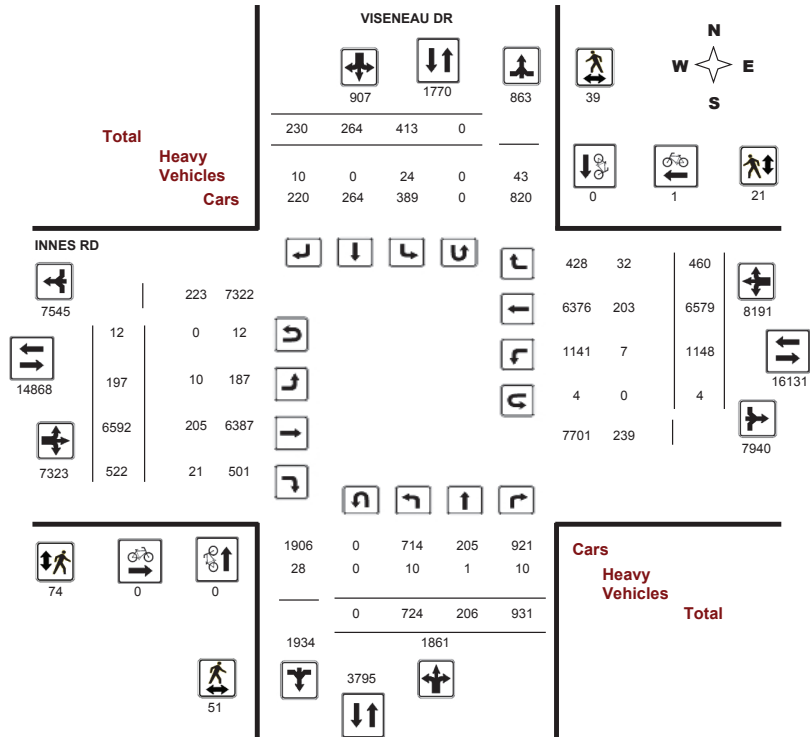 VISENEAU DR
N
W E
S
907 1770 863 39
Total 230 264 413 0
Heavy
Vehicles 10 0 24 0 43
Cars 220 264 389 0 820
0 1 21
INNES RD
7545 223 7322
428 32 460
12 0 12
6376 203 6579 8191
14868
197 10 187
1141 7 1148
16131
6592 205 6387
4 0 4
7323 522 21 501
7701 239 7940
1906 0 714 205 921
28 0 10 1 10
0 724 206 931
Cars
Heavy
Vehicles
Total
74 0 0
1934 1861
3795
51